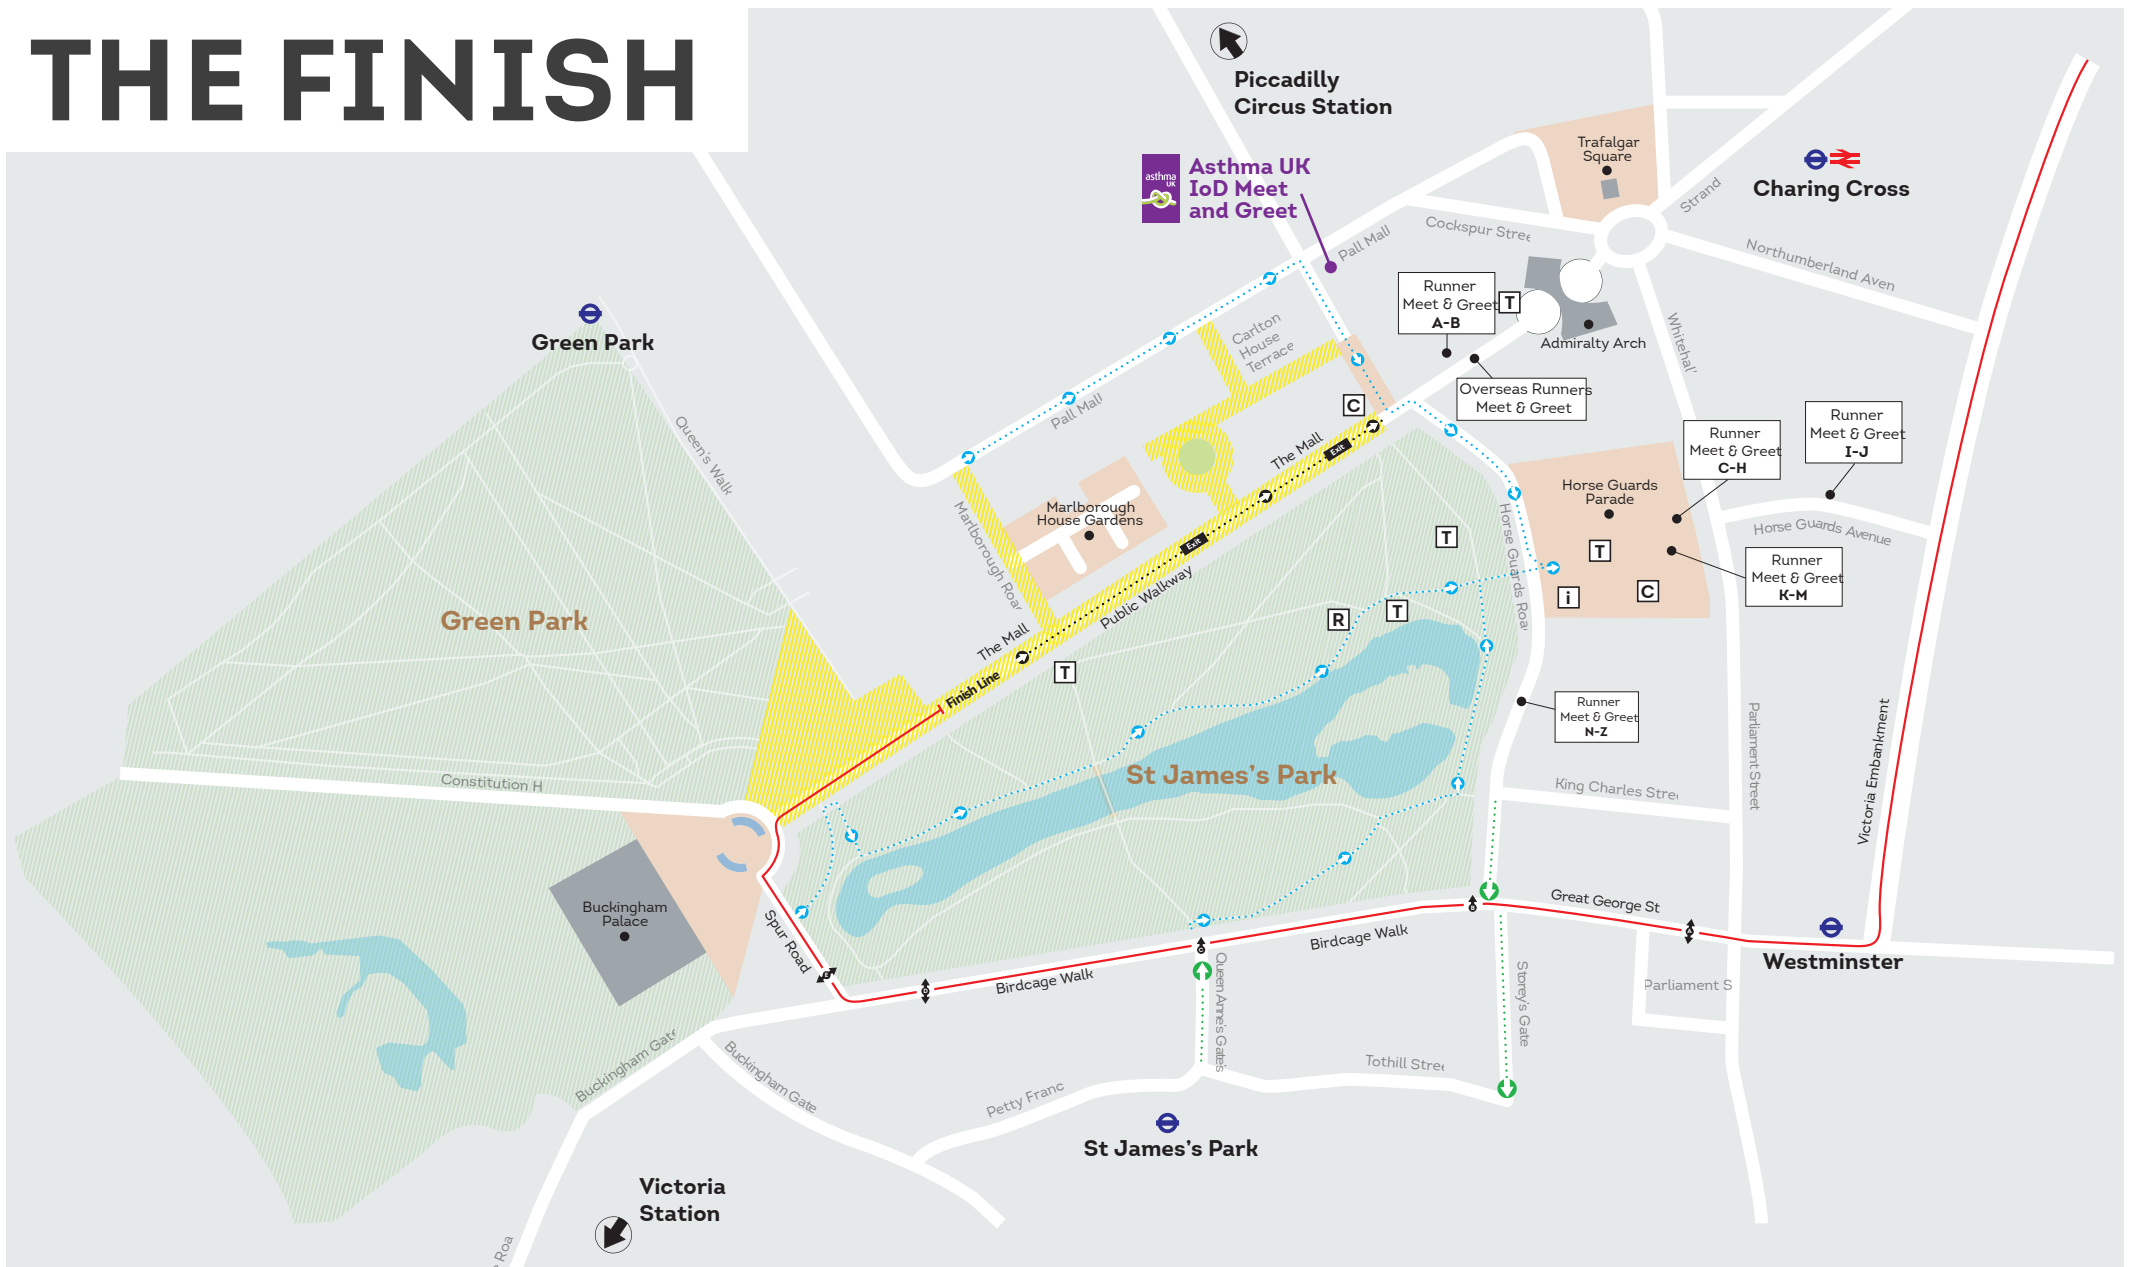 THE FINISH
Piccadilly
Circus Station
asthma
UK
Asthma UK
IoD Meet
and Greet
Trafalgar
Square
Charing Cross
Strand
Pall Mall
Cockspur Stree
Northumberland Aven
Runner
Meet & Greet
A-B
T
Admiralty Arch
Whitehal
Green Park
Carlton
House
Terrace
Pall Mall
Overseas Runners
Meet & Greet
C
Queen's Walk
The Mall
Exit
Runner
Meet & Greet
C-H
Runner
Meet & Greet
I-J
Horse Guards
Parade
Horse Guards Avenue
Marlborough
House Gardens
Marlborough Road
Exit
T
Horse Guards Road
T
i
C
Runner
Meet & Greet
K-M
Green Park
Public Walkway
The Mall
R
T
T
Finish Line
Runner
Meet & Greet
N-Z
Parliament Street
Victoria Embankment
St James's Park
Constitution H
King Charles Stree
Buckingham
Palace
Spur Road
E
D
Birdcage Walk
C
Birdcage Walk
B
Great George St
A
Westminster
Queen Anne's Gate's
Storey's Gate
Parliament S
Buckingham Gate
Buckingham Gate
Petty Franc
Tothill Stree
St James's Park
Victoria
Station
Roa